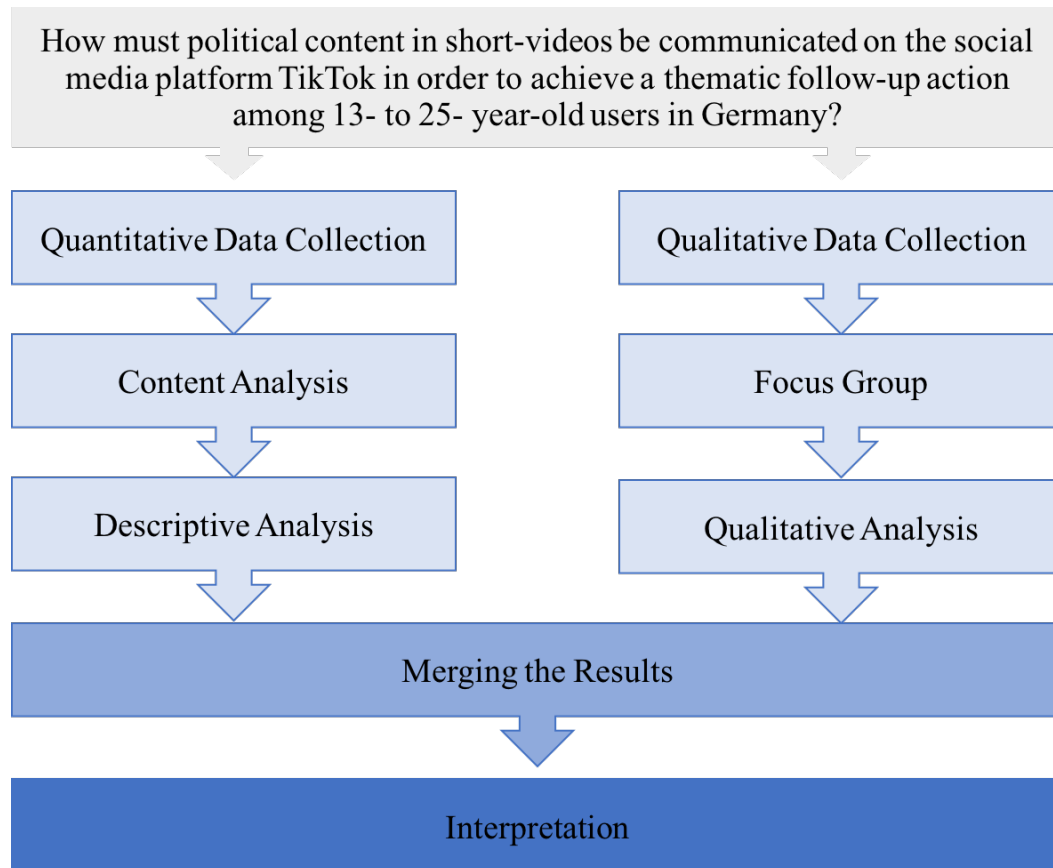 How must political content in short-videos be communicated on the social
media platform TikTok in order to achieve a thematic follow-up action
among 13- to 25- year-old users in Germany?
Quantitative Data Collection
Qualitative Data Collection
Content Analysis
Focus Group
Descriptive Analysis
Qualitative Analysis
Merging the Results
Interpretation